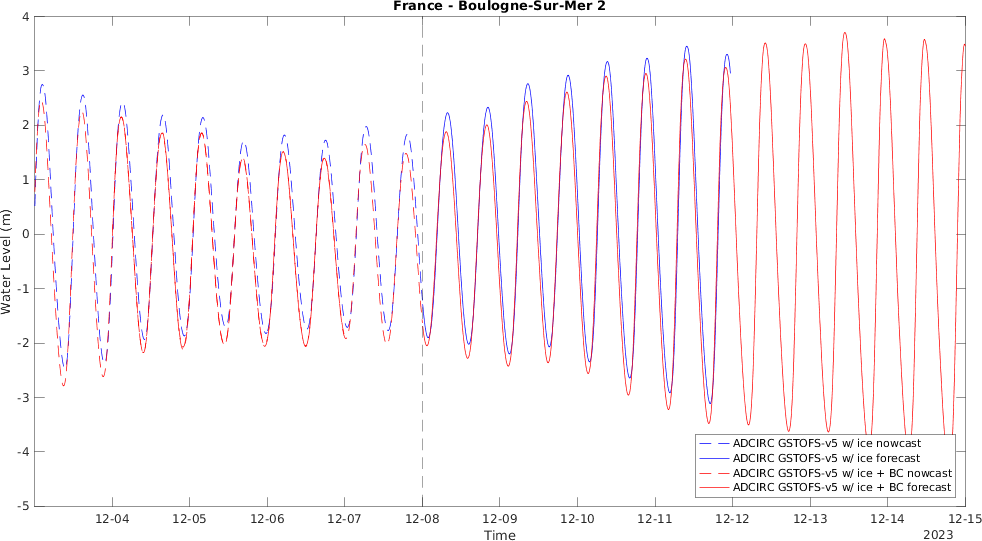 France - Boulogne-Sur-Mer 2
4
3
2
1
0
-1
-2
-3
-4
-5
Water Level (m)
ADCIRC GSTOFS-v5 w/ ice nowcast
ADCIRC GSTOFS-v5 w/ ice forecast
ADCIRC GSTOFS-v5 w/ ice + BC nowcast
ADCIRC GSTOFS-v5 w/ ice + BC forecast
12-04 12-05 12-06 12-07 12-08 12-09 12-10 12-11 12-12 12-13 12-14 12-15
Time
2023